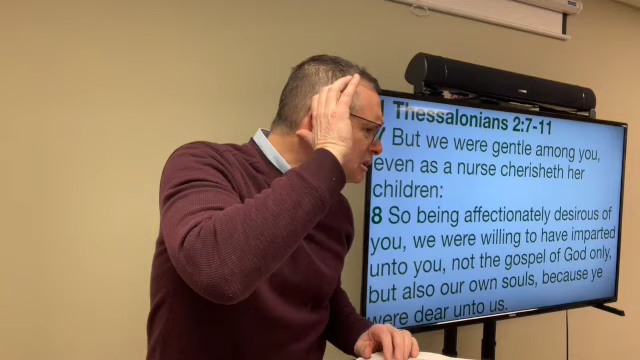 Thessalonians 2:7-11
But we were gentle among you,
even as a nurse cherisheth her
children:
8 So being affectionately desirous of
you, we were willing to have imparted
unto you, not the gospel of God only,
but also our own souls, because ye
were dear unto us.